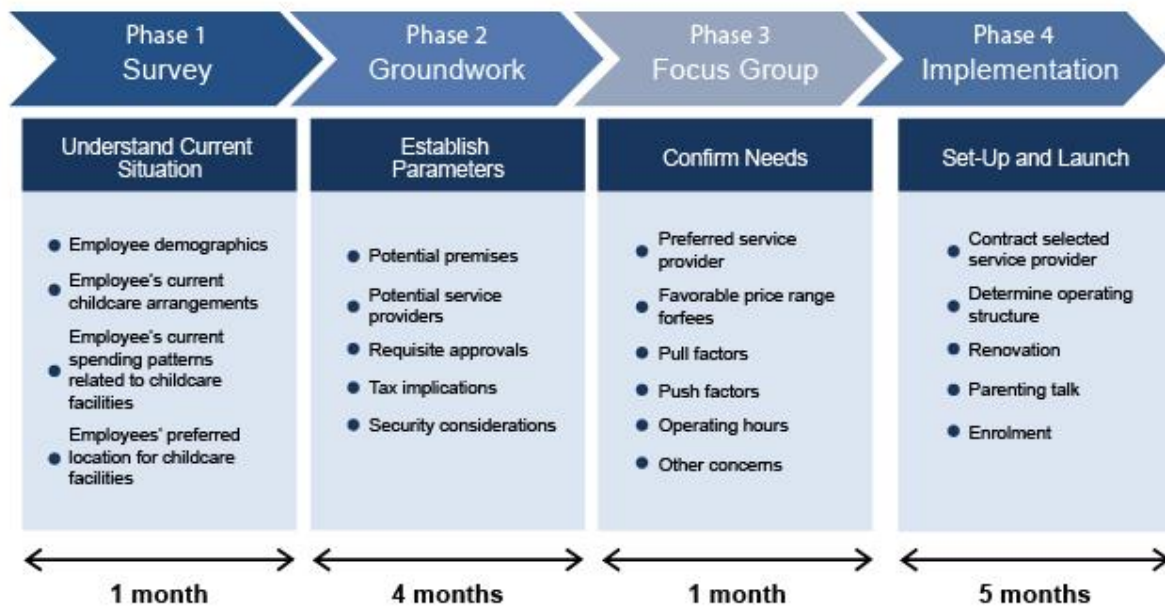 Phase 1
Survey
Phase 2
Groundwork
Phase 3
Focus Group
Phase 4
Implementation
Understand Current
Situation
Employee demographics
Employee's current
childcare arrangements
Employee's current
spending patterns
related to childcare
facilities
Employees' preferred
location for childcare
facilities
1 month
Establish
Parameters
Potential premises
Potential service
providers
Requisite approvals
Tax implications
Security considerations
4 months
Confirm Needs
Preferred service
provider
Favorable price range
forfees
Pull factors
Push factors
Operating hours
Other concerns
1 month
Set-Up and Launch
Contract selected
service provider
Determine operating
structure
Renovation
Parenting talk
Enrolment
5 months